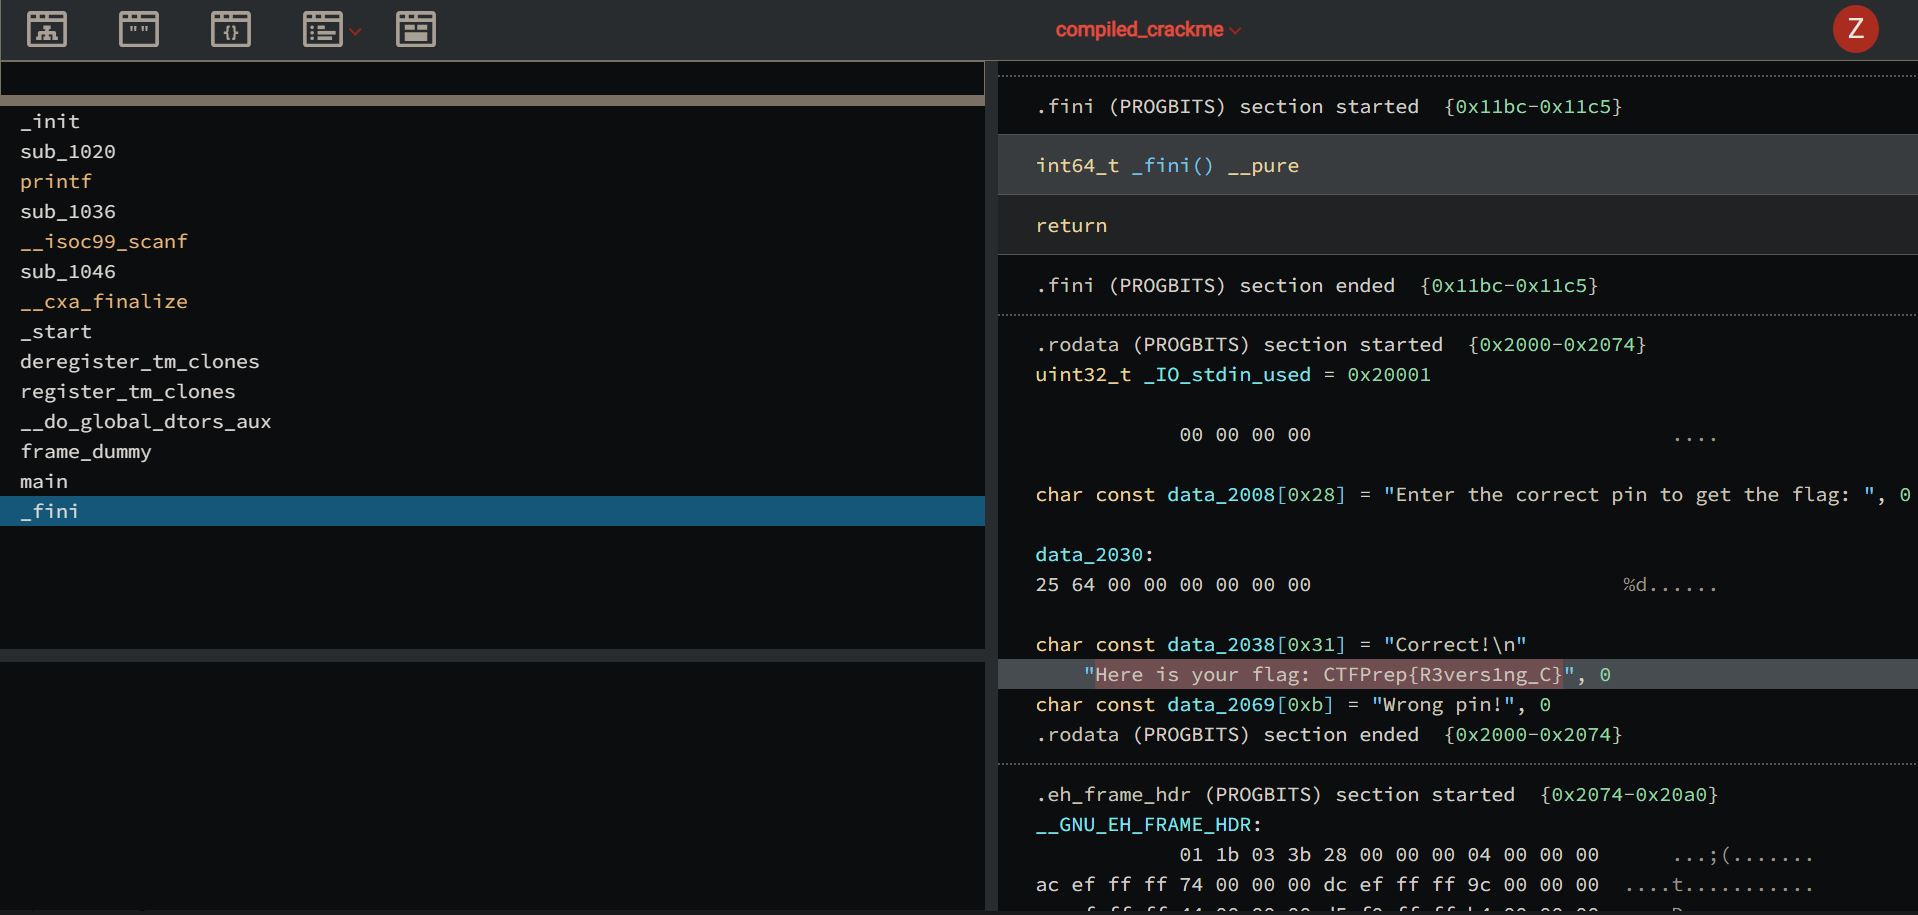 compiled_crackme
Z
_init
sub_1020
printf
sub_1036
__isoc99_scanf
sub_1046
__cxa_finalize
_start
deregister_tm_clones
register_tm_clones
__do_global_dtors_aux
frame_dummy
main
_fini
.fini (PROGBITS) section started {0x11bc-0x11c5}
int64_t _fini() __pure
return
.fini (PROGBITS) section ended {0x11bc-0x11c5}
.rodata (PROGBITS) section started {0x2000-0x2074}
uint32_t _IO_stdin_used = 0x20001
00 00 00 00 ....
char const data_2008[0x28] = "Enter the correct pin to get the flag: ", 0
data_2030:
25 64 00 00 00 00 00 00 %d......
char const data_2038[0x31] = "Correct!\n"
"Here is your flag: CTFPrep{R3vers1ng_C}", 0
char const data_2069[0xb] = "Wrong pin!", 0
.rodata (PROGBITS) section ended {0x2000-0x2074}
.eh_frame_hdr (PROGBITS) section started {0x2074-0x20a0}
__GNU_EH_FRAME_HDR:
01 1b 03 3b 28 00 00 00 04 00 00 00 ...;(.......
ac ef ff ff 74 00 00 00 dc ef ff ff 9c 00 00 00 ....t...........